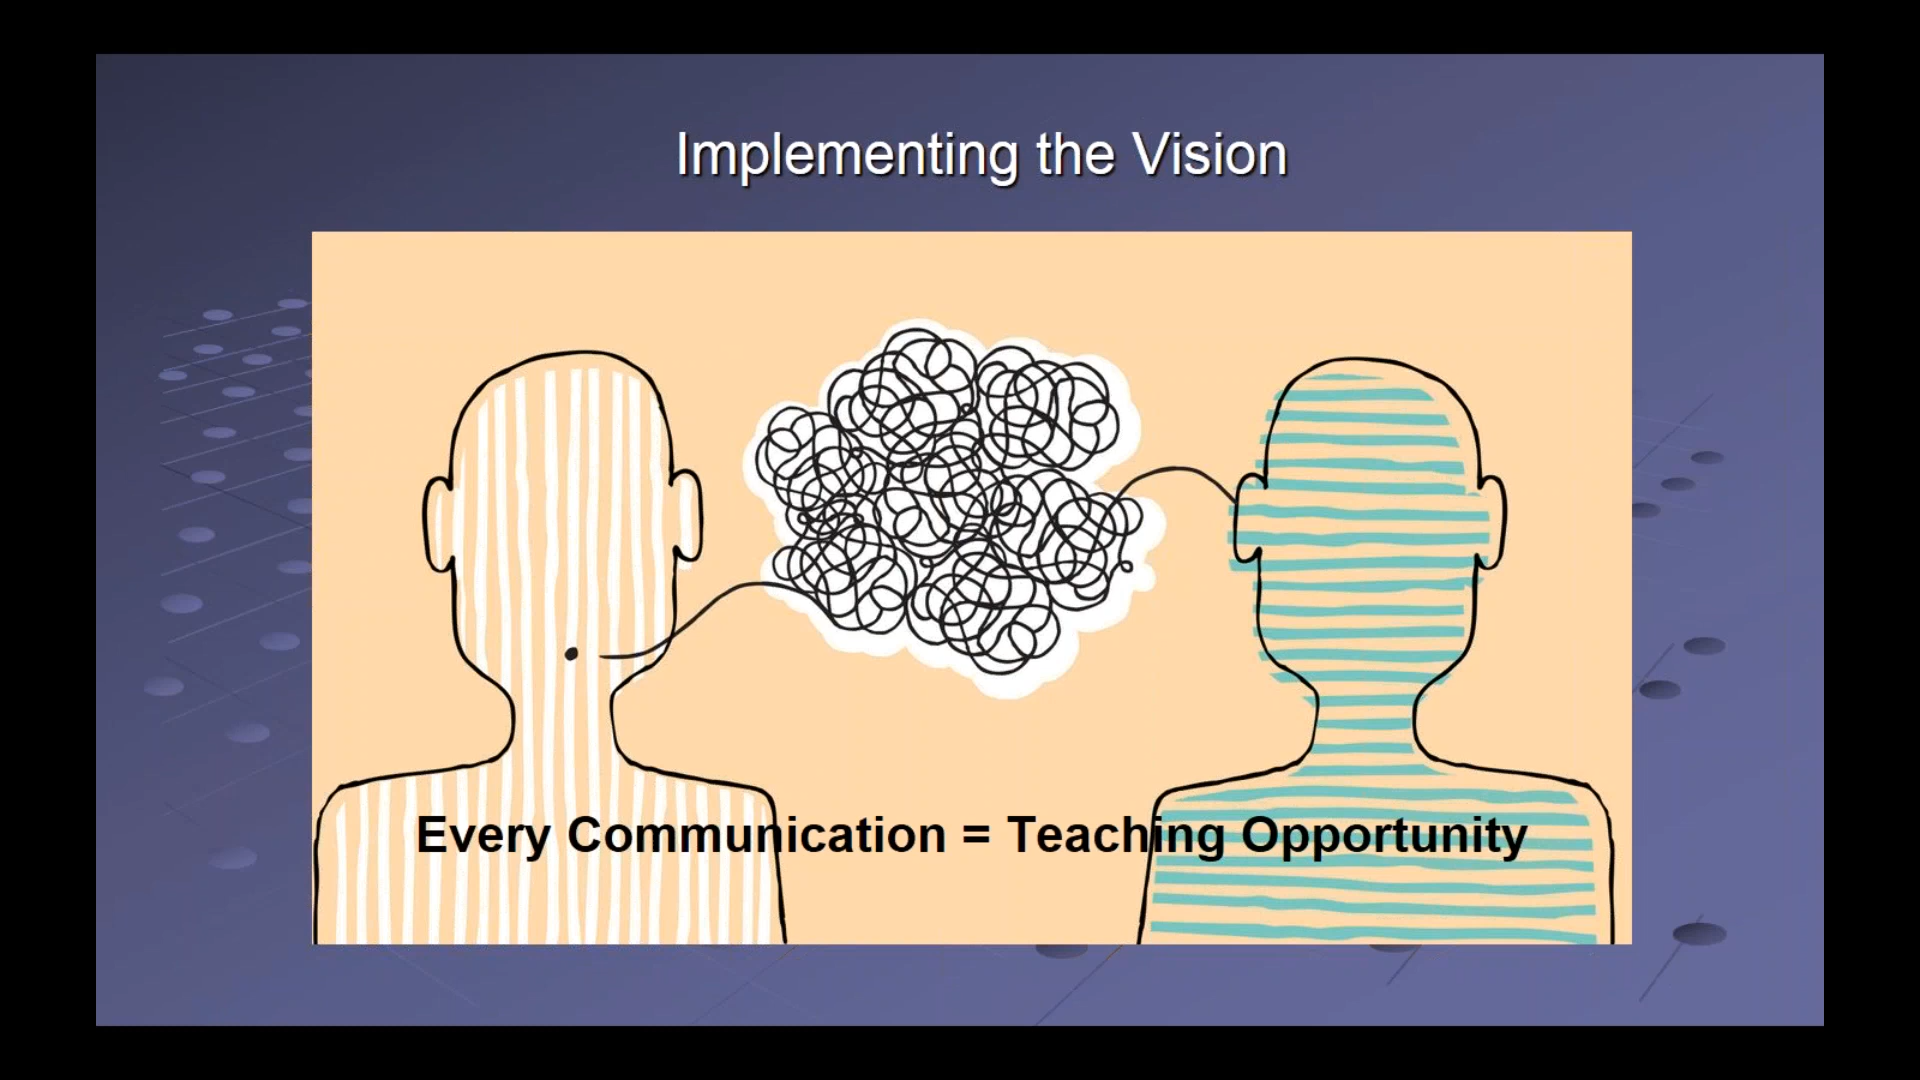 Implementing the Vision
Every Communication = Teaching Opportunity